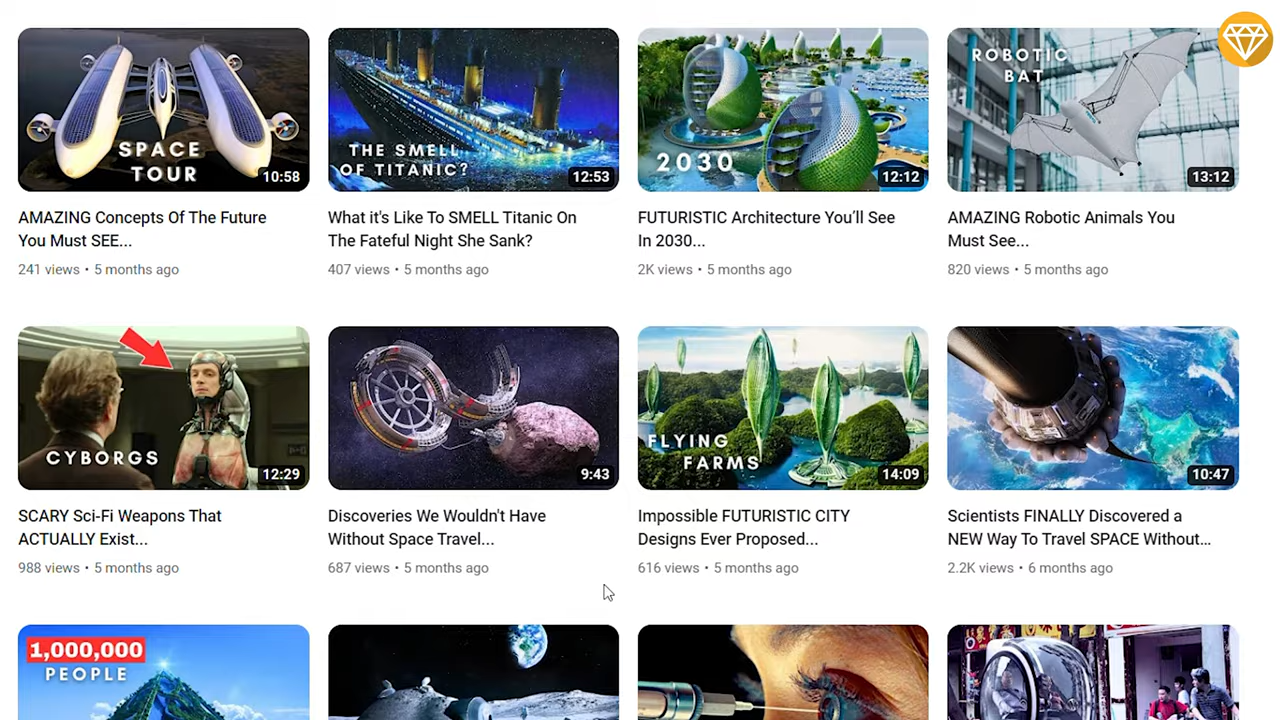 SPACE
TOUR
10:58
THE SMELL
OF TITANIC?
12:53
2030
12:12
ROBOTIC
BAT
13:12
AMAZING Concepts Of The Future
You Must SEE...
241 views • 5 months ago
What it's Like To SMELL Titanic On
The Fateful Night She Sank?
407 views • 5 months ago
FUTURISTIC Architecture You'll See
In 2030...
2K views • 5 months ago
AMAZING Robotic Animals You
Must See...
820 views • 5 months ago
CYBORGS
12:29
9:43
FLYING
FARMS
14:09
10:47
SCARY Sci-Fi Weapons That
ACTUALLY Exist...
988 views • 5 months ago
Discoveries We Wouldn't Have
Without Space Travel...
687 views • 5 months ago
Impossible FUTURISTIC CITY
Designs Ever Proposed...
616 views • 5 months ago
Scientists FINALLY Discovered a
NEW Way To Travel SPACE Without...
2.2K views • 6 months ago
1,000,000
PEOPLE